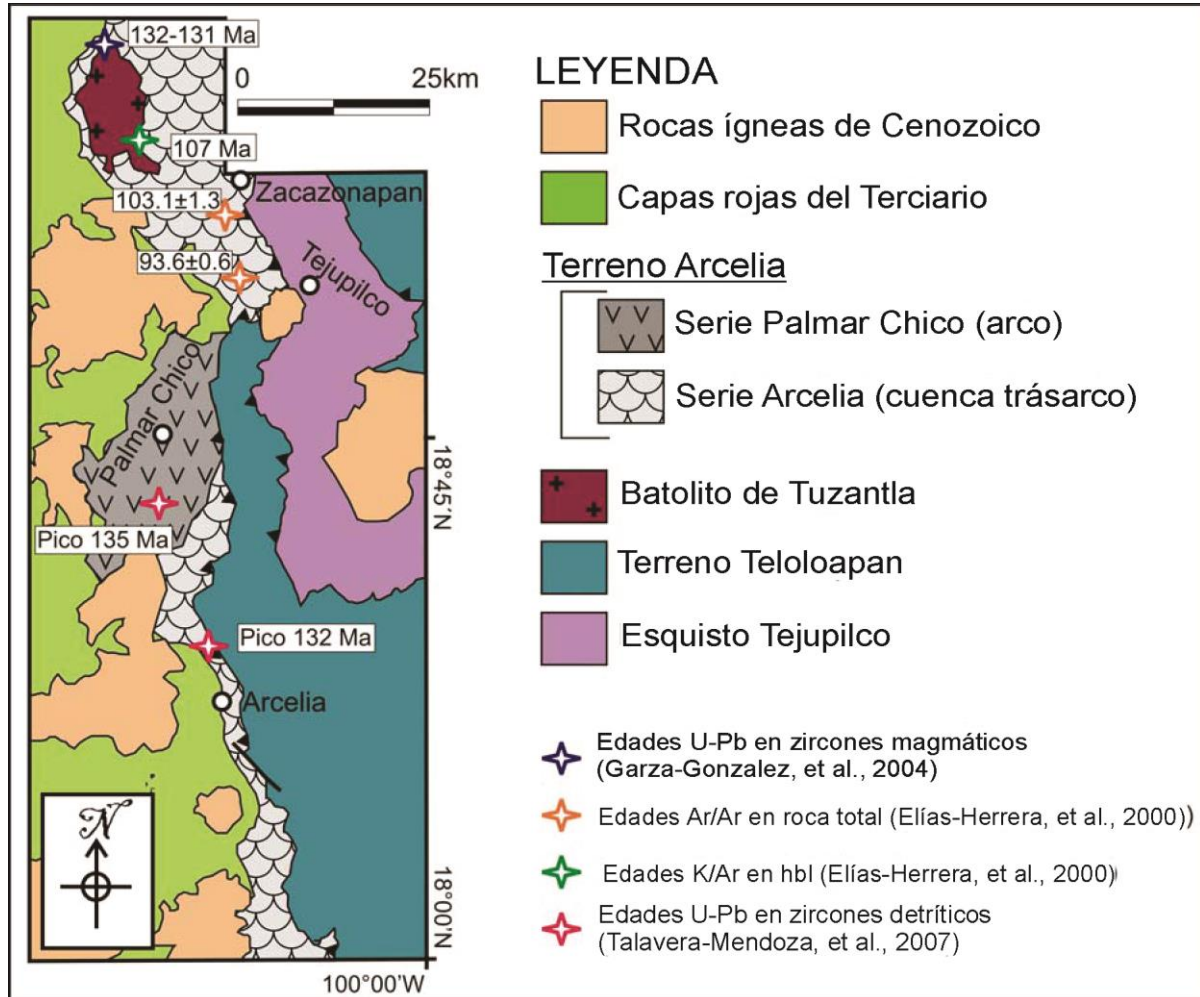 132-131 Ma
0 25km
107 Ma
103.1±1.3
Zacazonapan
93.6±0.6
Tejupilco
Palmar Chico
18°45'N
Pico 135 Ma
Pico 132 Ma
Arcelia
N
18°00'N
100°00'W
LEYENDA
Rocas ígneas de Cenozoico
Capas rojas del Terciario
Terreno Arcelia
Serie Palmar Chico (arco)
Serie Arcelia (cuenca trásarco)
Batolito de Tuzantla
Terreno Teloloapan
Esquisto Tejupilco
Edades U-Pb en zircones magmáticos
(Garza-Gonzalez, et al., 2004)
Edades Ar/Ar en roca total (Elías-Herrera, et al., 2000))
Edades K/Ar en hbl (Elías-Herrera, et al., 2000)
Edades U-Pb en zircones detríticos
(Talavera-Mendoza, et al., 2007)